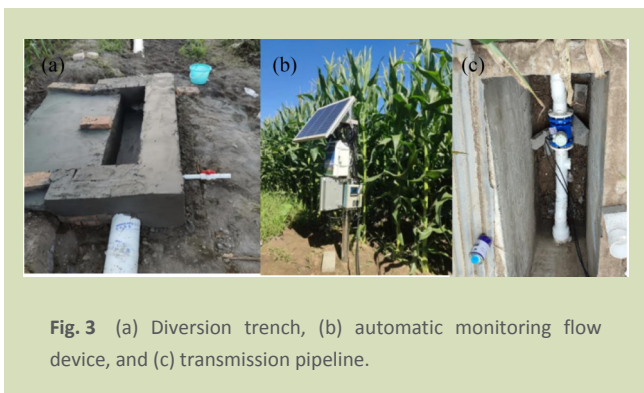 (a)
(b)
(c)
Fig. 3 (a) Diversion trench, (b) automatic monitoring flow
device, and (c) transmission pipeline.